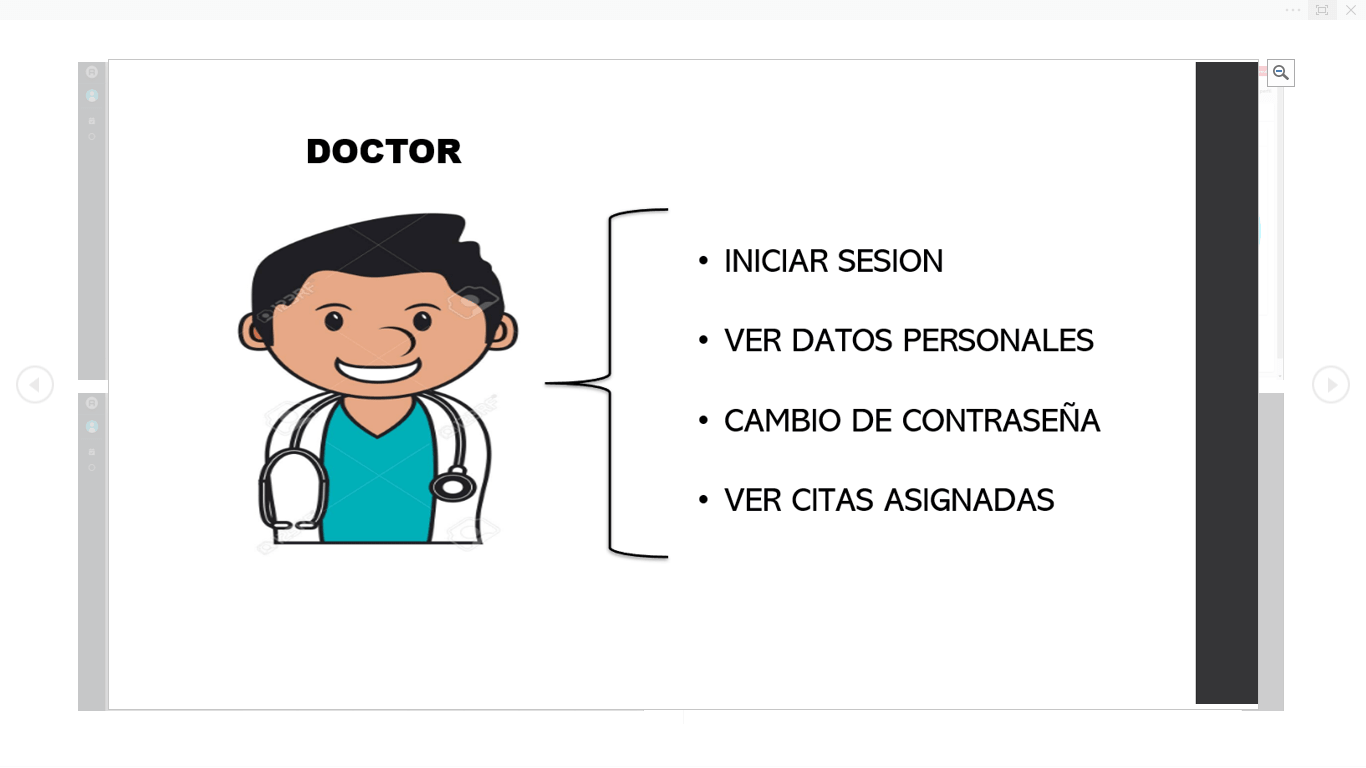 DOCTOR
• INICIAR SESION
• VER DATOS PERSONALES
• CAMBIO DE CONTRASEÑA
• VER CITAS ASIGNADAS